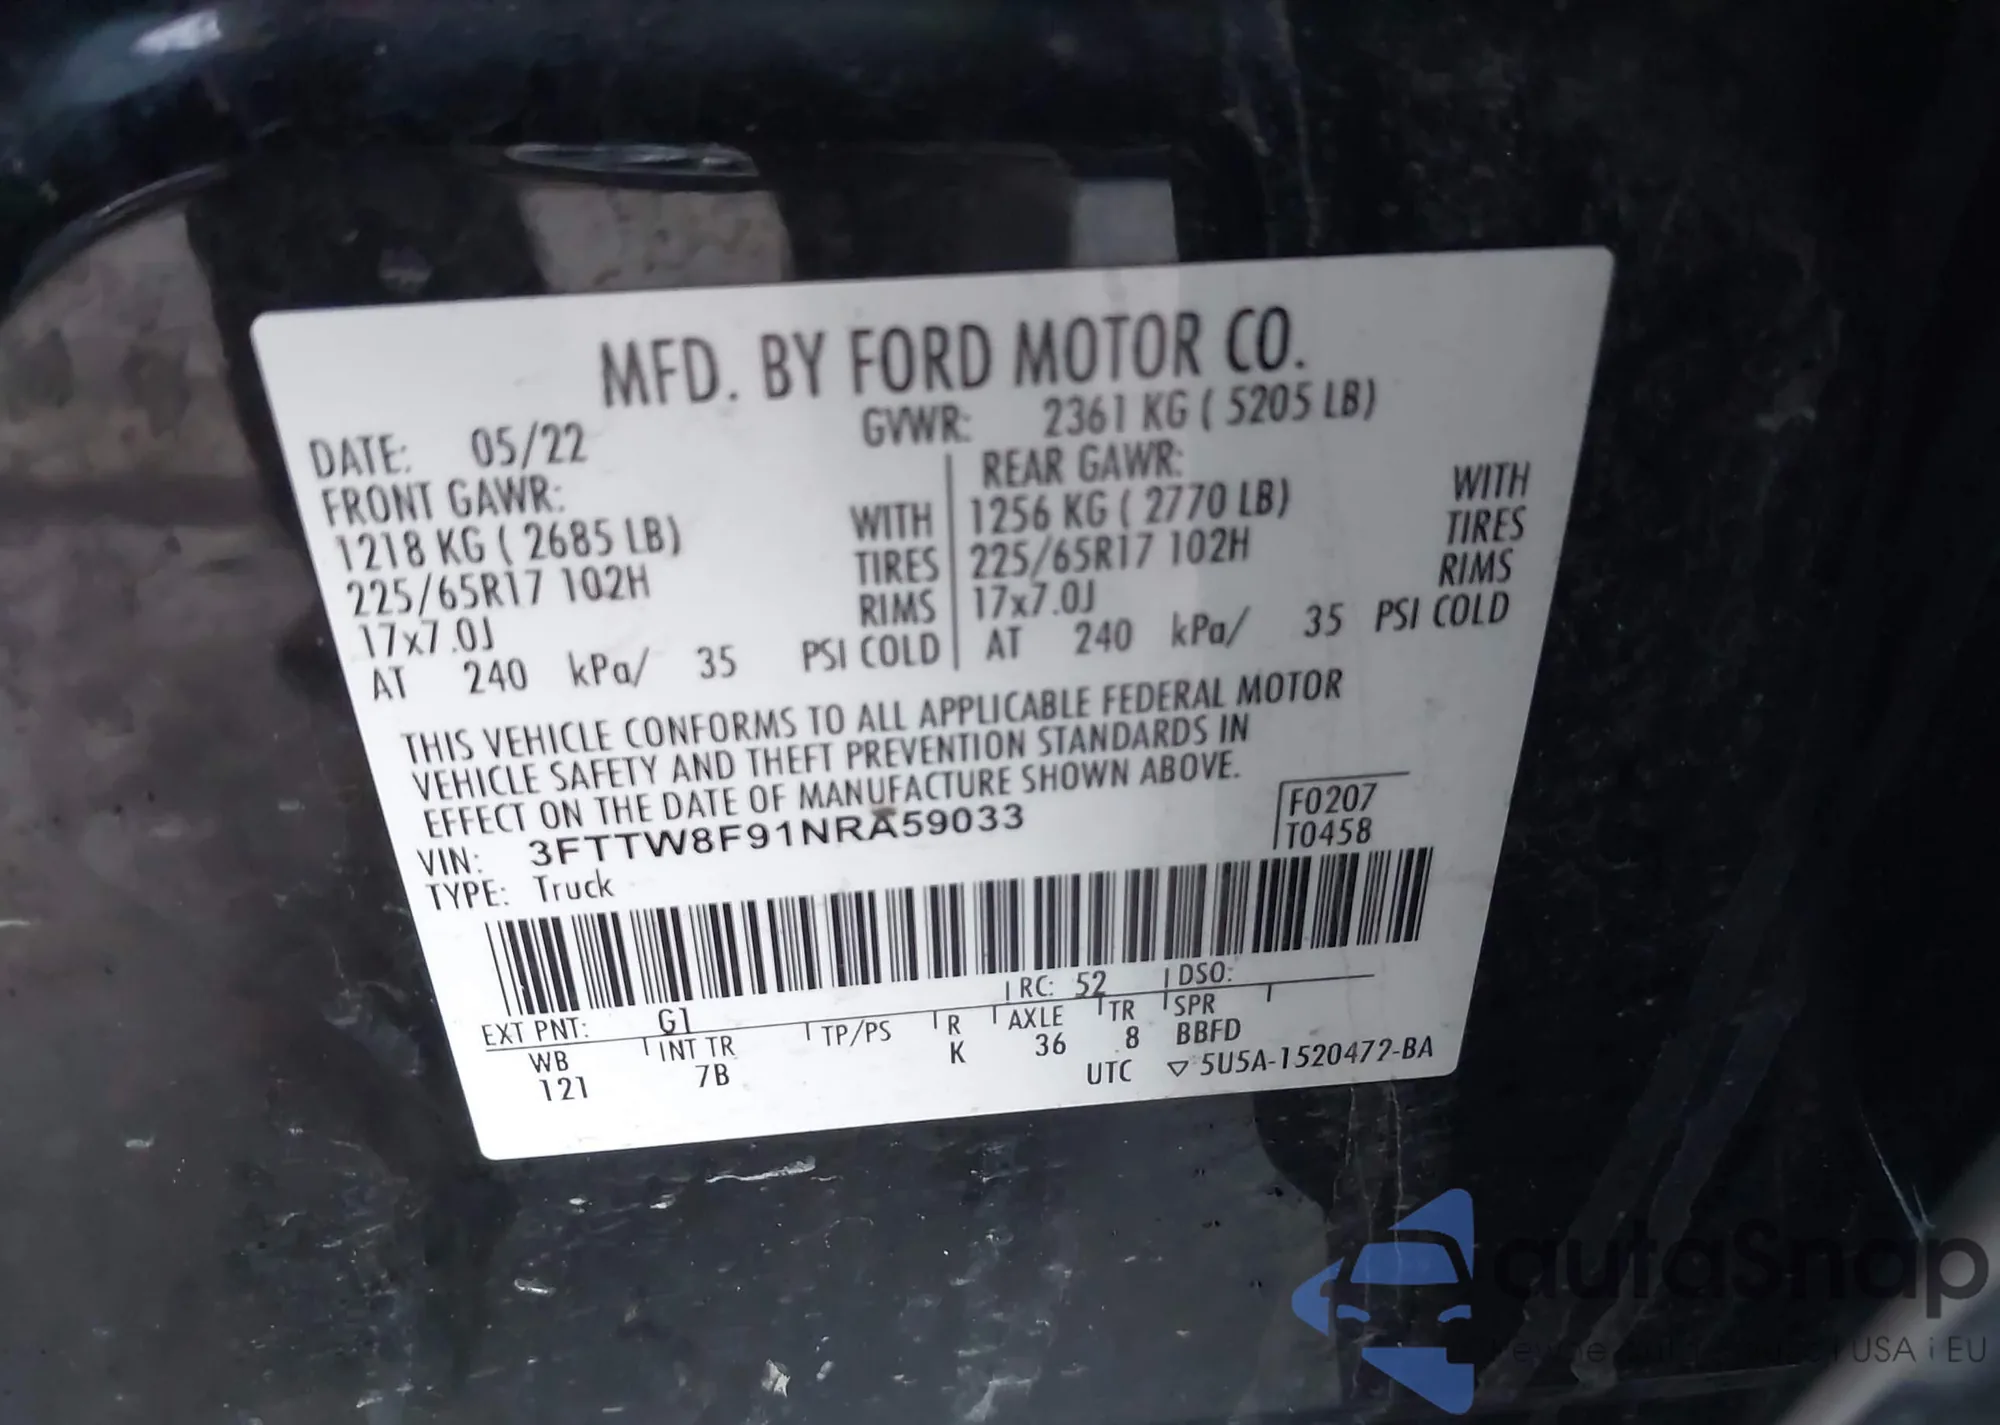 MFD. BY FORD MOTOR CO.
DATE: 05/22 GVWR: 2361 KG ( 5205 LB)
FRONT GAWR: REAR GAWR:
1218 KG ( 2685 LB) WITH 1256 KG ( 2770 LB) WITH
225/65R17 102H TIRES 225/65R17 102H TIRES
17x7.0J RIMS 17x7.0J RIMS
AT 240 kPa/ 35 PSI COLD AT 240 kPa/ 35 PSI COLD
THIS VEHICLE CONFORMS TO ALL APPLICABLE FEDERAL MOTOR
VEHICLE SAFETY AND THEFT PREVENTION STANDARDS IN
EFFECT ON THE DATE OF MANUFACTURE SHOWN ABOVE.
VIN: 3FTTW8F91NRA59033 F0207
TYPE: Truck T0458
RC: 52 DSO:
EXT PNT: G1
WB INT TR TP/PS R AXLE TR SPR
121 7B K 36 8 BBFD
UTC ▽ 5U5A-1520472-BA
autaSnap
USA i EU